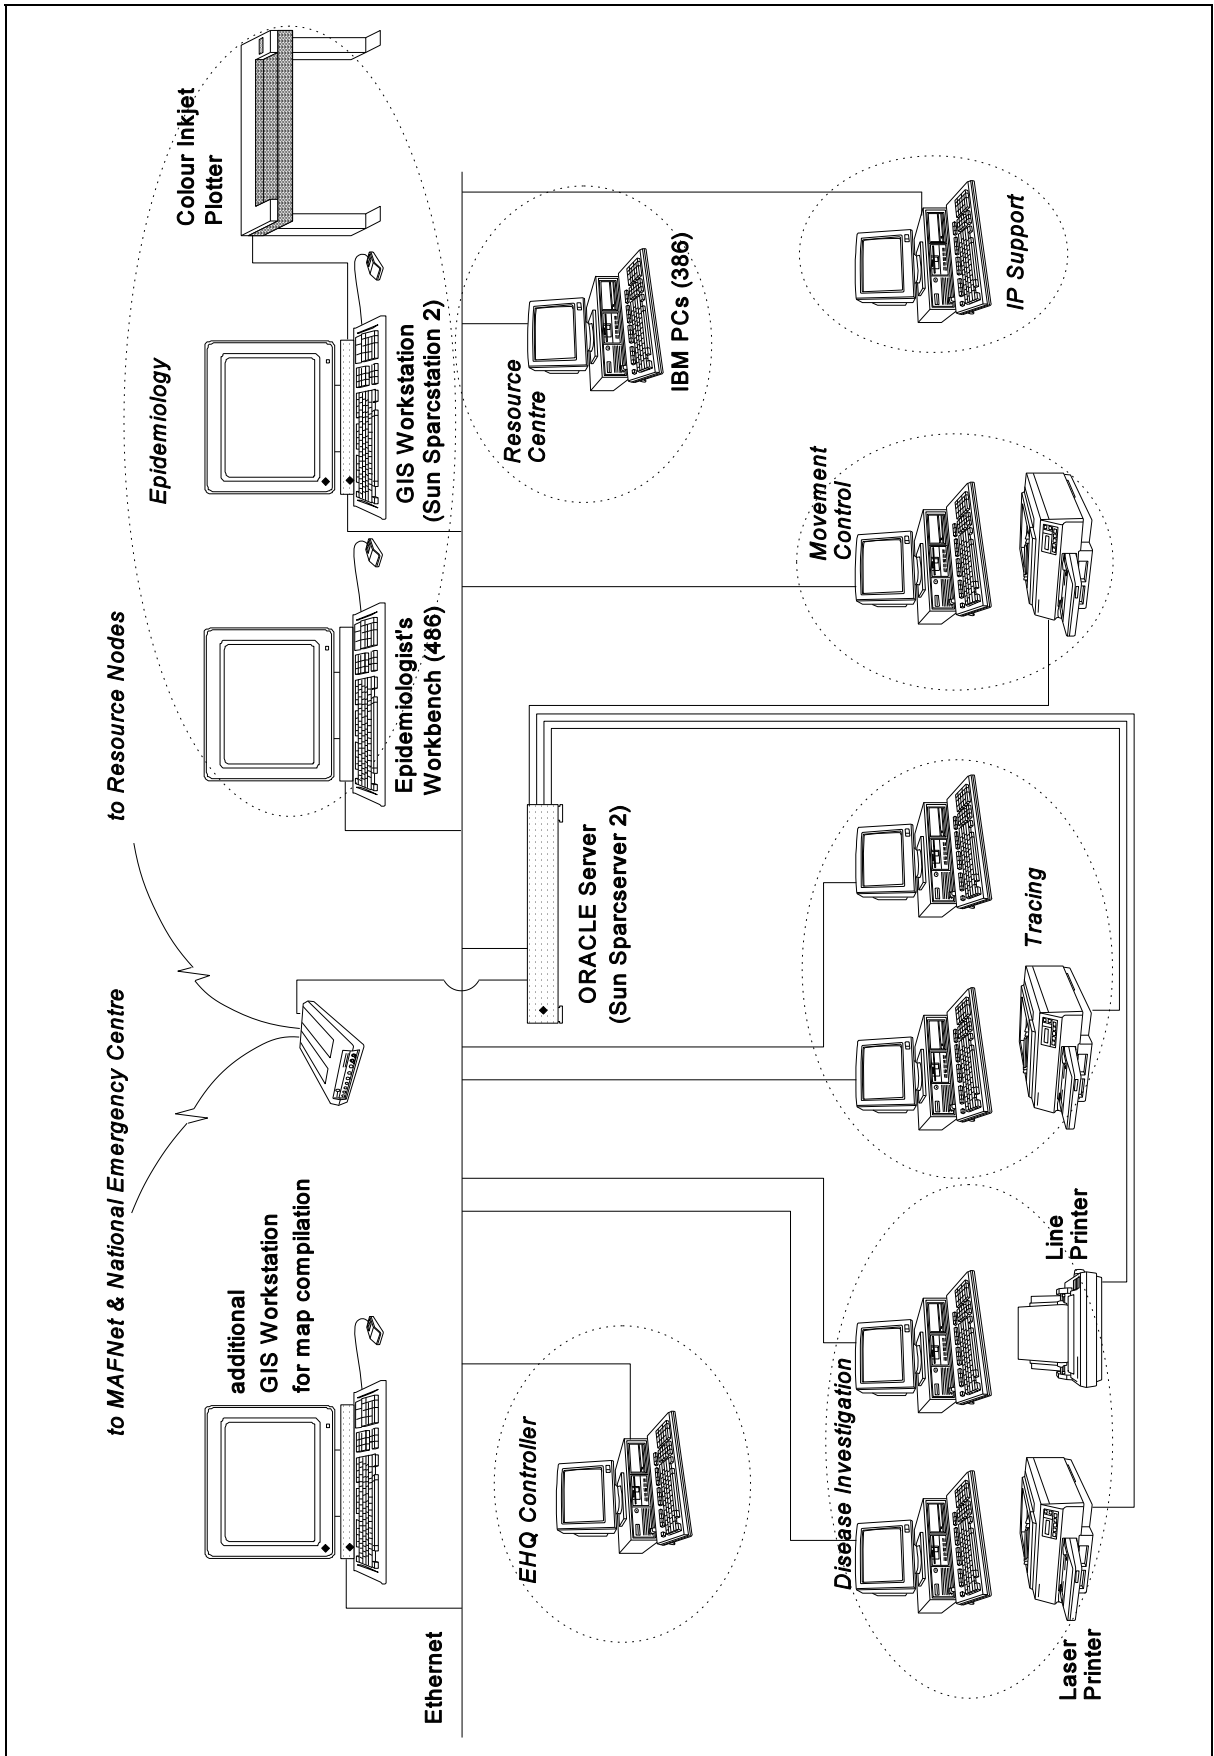 to MAFNet & National Emergency Centre
to Resource Nodes
Epidemiology
Colour Inkjet
Plotter
additional
GIS Workstation
for map compilation
Epidemiologist's
Workbench (486)
GIS Workstation
(Sun Sparcstation 2)
Ethernet
EHQ Controller
ORACLE Server
(Sun Sparcserver 2)
Resource
Centre
IBM PCs (386)
Disease Investigation
Movement
Control
IP Support
Tracing
Laser
Printer
Line
Printer